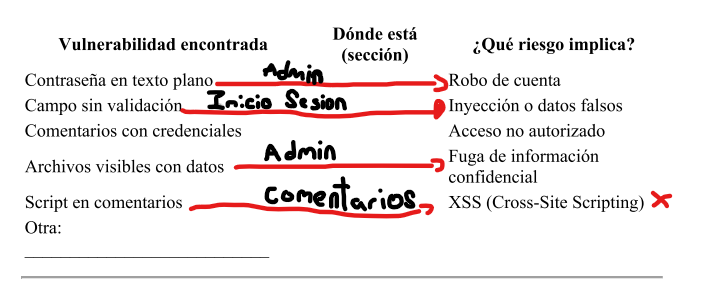 Vulnerabilidad encontrada Dónde está (sección) ¿Qué riesgo implica?
Contraseña en texto plano Admin Robo de cuenta
Campo sin validación Inicio Sesion Inyección o datos falsos
Comentarios con credenciales Acceso no autorizado
Archivos visibles con datos Admin Fuga de información confidencial
Script en comentarios Comentarios XSS (Cross-Site Scripting)
Otra: